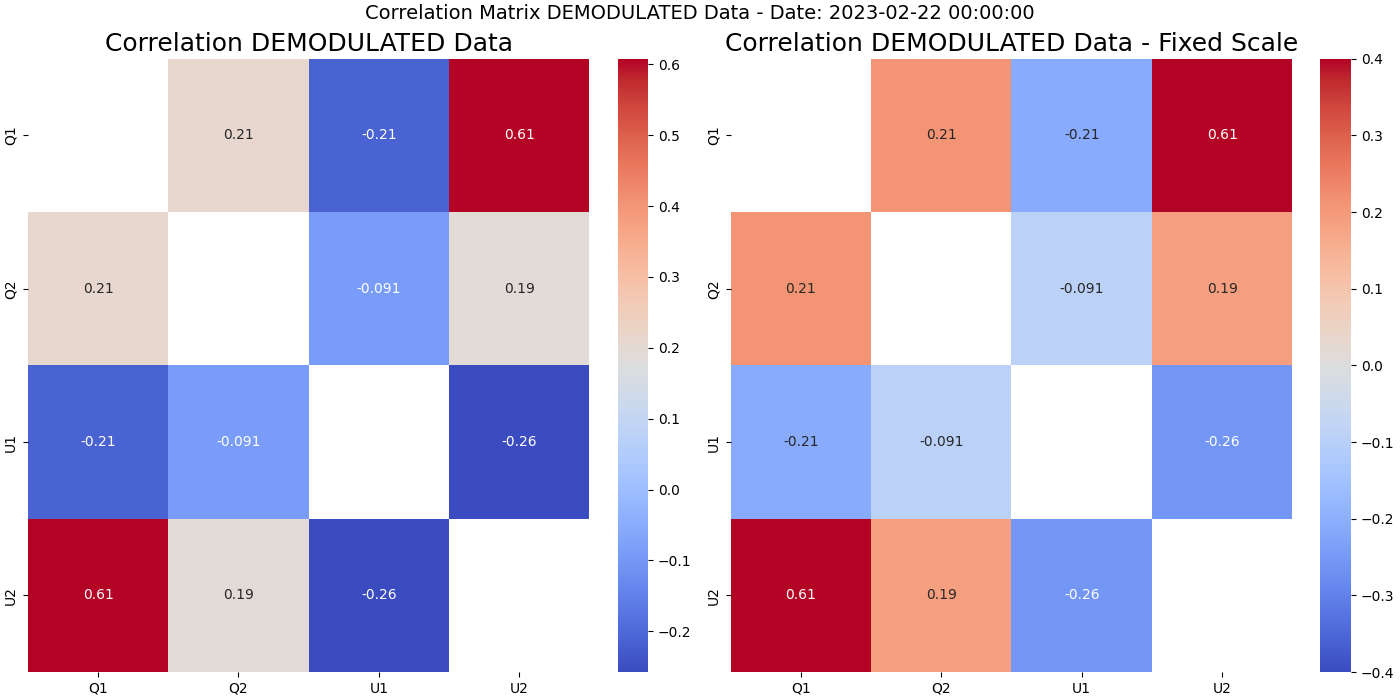 Correlation Matrix DEMODULATED Data - Date: 2023-02-22 00:00:00
Correlation DEMODULATED Data
Q1
0.21
-0.21
0.61
Q2
0.21
-0.091
0.19
U1
-0.21
-0.091
-0.26
U2
0.61
0.19
-0.26
Q1
Q2
U1
U2
0.6
0.5
0.4
0.3
0.2
0.1
0.0
−0.1
−0.2
Correlation DEMODULATED Data - Fixed Scale
Q1
0.21
-0.21
0.61
Q2
0.21
-0.091
0.19
U1
-0.21
-0.091
-0.26
U2
0.61
0.19
-0.26
Q1
Q2
U1
U2
0.4
0.3
0.2
0.1
0.0
−0.1
−0.2
−0.3
−0.4